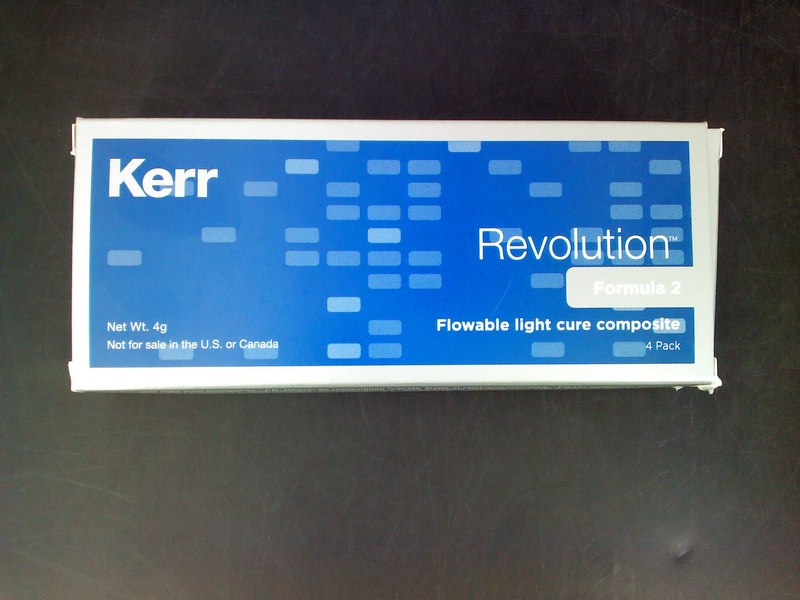 Kerr
Revolution™
Formula 2
Flowable light cure composite
4 Pack
Net Wt. 4g
Not for sale in the U.S. or Canada